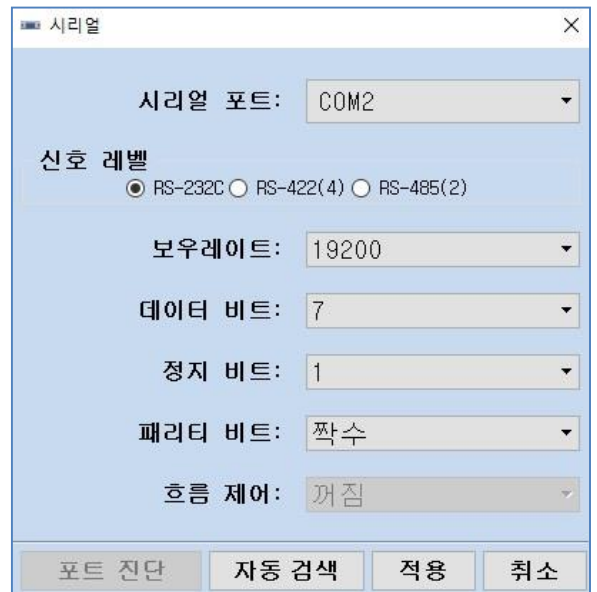 시리얼
시리얼 포트: COM2
신호 레벨
RS-232C RS-422(4) RS-485(2)
보우레이트: 19200
데이터 비트: 7
정지 비트: 1
패리티 비트: 짝수
흐름 제어: 꺼짐
포트 진단 자동 검색 적용 취소